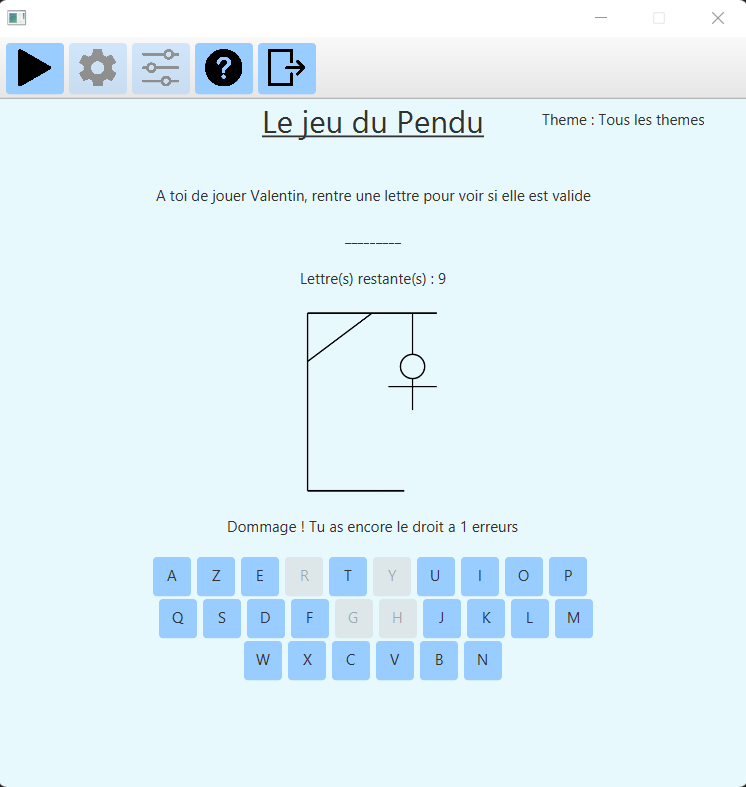 Le jeu du Pendu
Theme : Tous les themes
A toi de jouer Valentin, rentre une lettre pour voir si elle est valide
_________
Lettre(s) restante(s) : 9
Dommage ! Tu as encore le droit a 1 erreurs
A Z E R T Y U I O P
Q S D F G H J K L M
W X C V B N